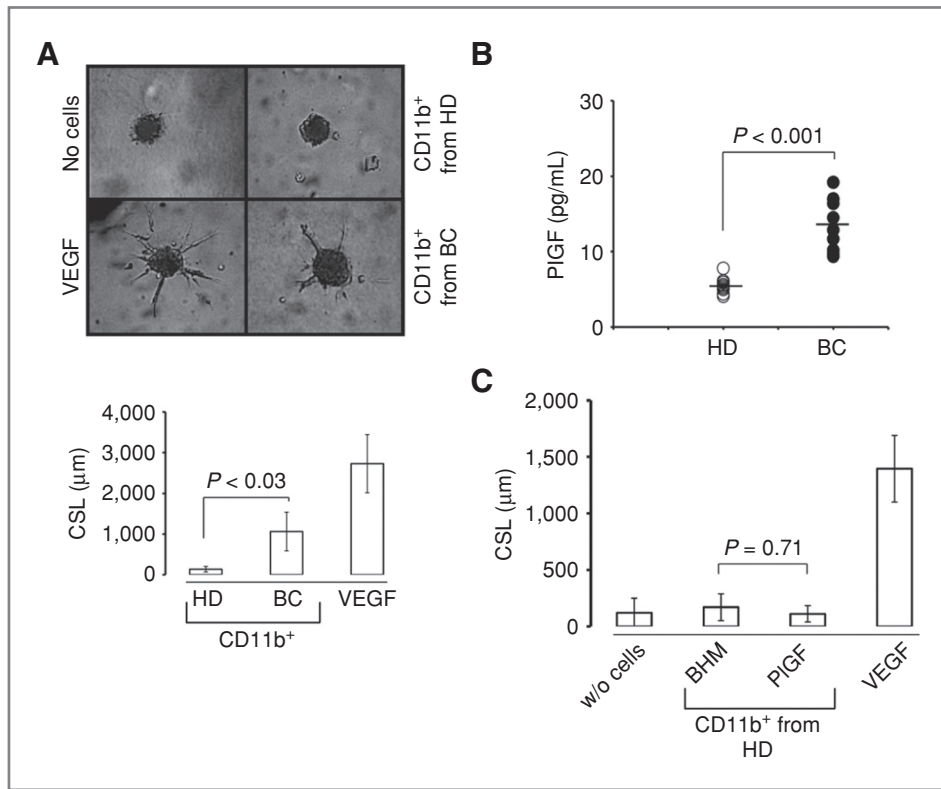 A
No cells
CD11b⁺
from HD
VEGF
CD11b⁺
from BC
CSL (μm)
4,000
3,000
2,000
1,000
0
P < 0.03
HD BC VEGF
CD11b⁺
B
PlGF (pg/mL)
30
20
10
0
P < 0.001
HD BC
C
CSL (μm)
2,000
1,500
1,000
500
0
P = 0.71
w/o cells BHM PlGF VEGF
CD11b⁺ from
HD